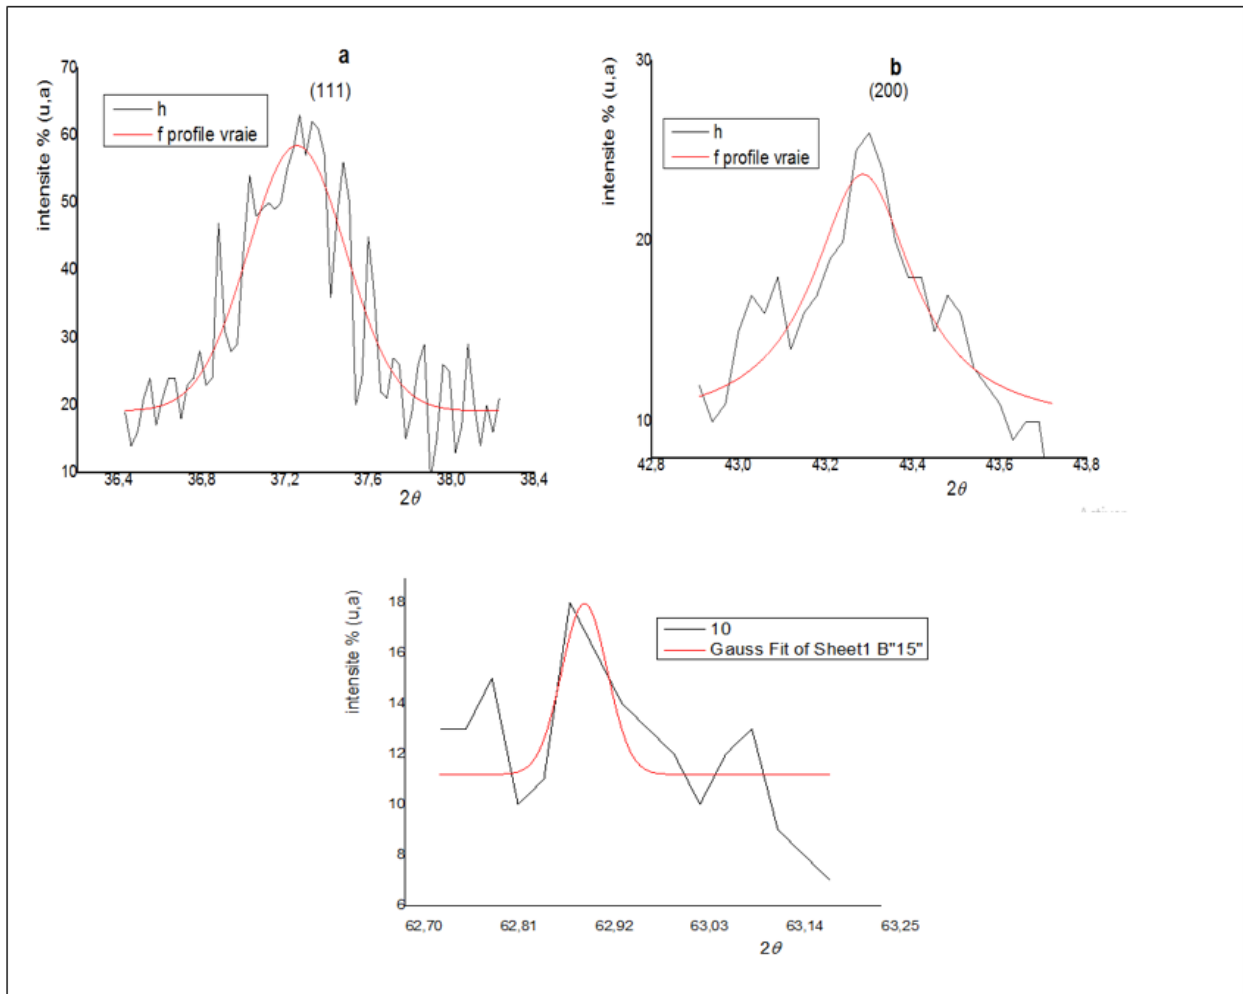 a
(111)
intensite % (u,a)
h
f profile vraie
70
60
50
40
30
20
10
36,4 36,8 37,2 37,6 38,0 38,4
2θ
b
(200)
intensite % (u,a)
h
f profile vraie
30
20
10
42,8 43,0 43,2 43,4 43,6 43,8
2θ
intensite % (u,a)
10
Gauss Fit of Sheet1 B"15"
18
16
14
12
10
8
6
62,70 62,81 62,92 63,03 63,14 63,25
2θ